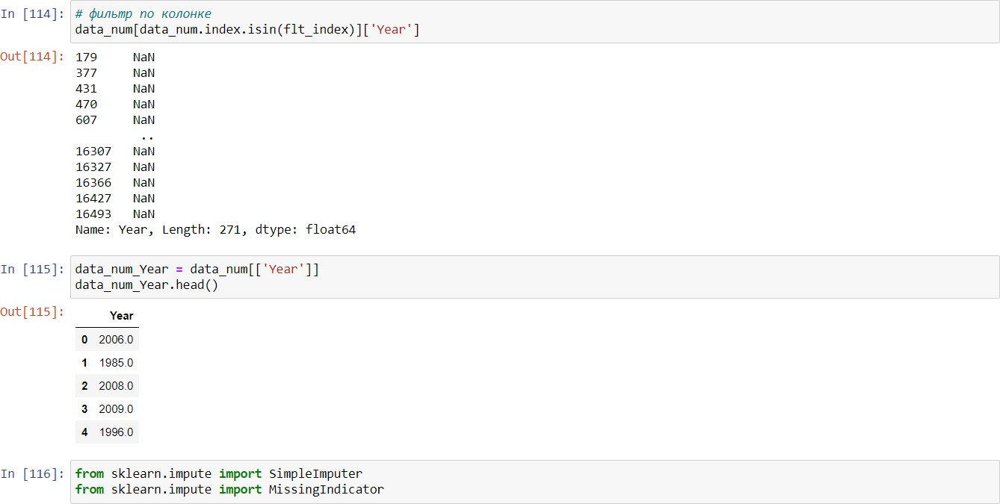 In [114]: # фильтр по колонке
data_num[data_num.index.isin(flt_index)]['Year']
Out[114]: 179     NaN
377     NaN
431     NaN
470     NaN
607     NaN
..
16307   NaN
16327   NaN
16366   NaN
16427   NaN
16493   NaN
Name: Year, Length: 271, dtype: float64
In [115]: data_num_Year = data_num[['Year']]
data_num_Year.head()
Out[115]:
Year
0 2006.0
1 1985.0
2 2008.0
3 2009.0
4 1996.0
In [116]: from sklearn.impute import SimpleImputer
from sklearn.impute import MissingIndicator